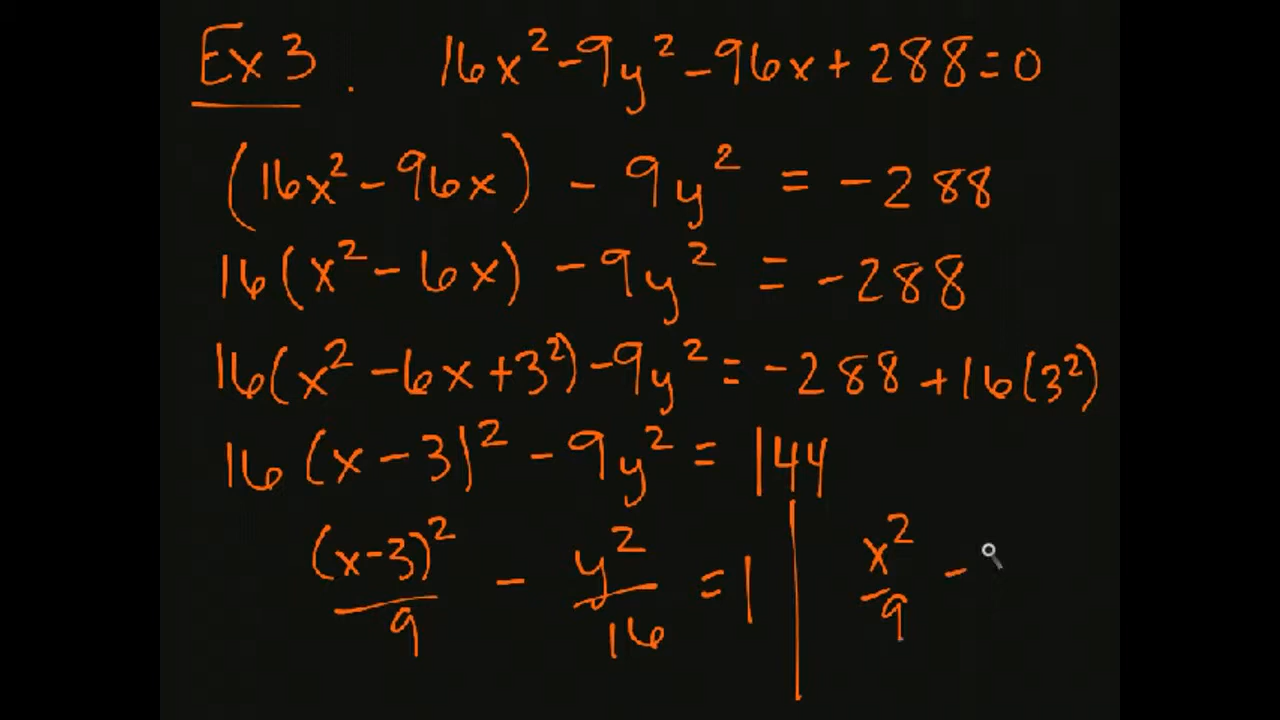 Ex 3. 16x² - 9y² - 96x + 288 = 0
(16x² - 96x) - 9y² = -288
16(x² - 6x) - 9y² = -288
16(x² - 6x + 3²) - 9y² = -288 + 16(3²)
16(x - 3)² - 9y² = 144
(x-3)²/9 - y²/16 = 1 | x²/9 -